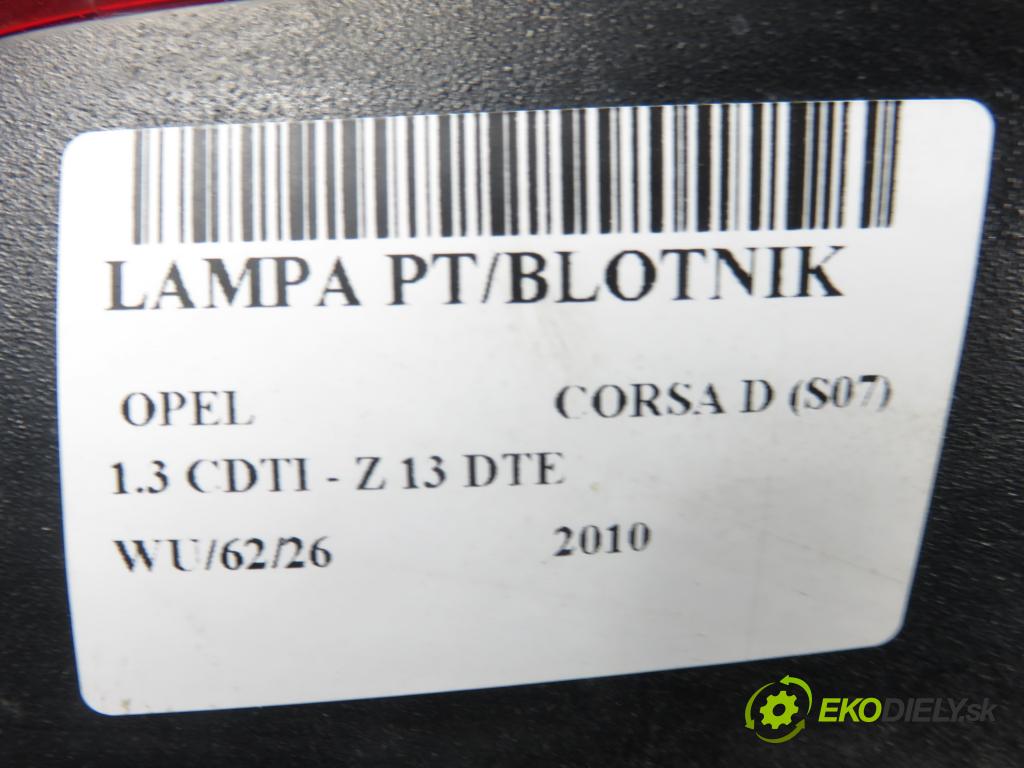 LAMPA PT/BLOTNIK
OPEL CORSA D (S07)
1.3 CDTI - Z 13 DTE
WU/62/26 2010
EKODIELY.sk